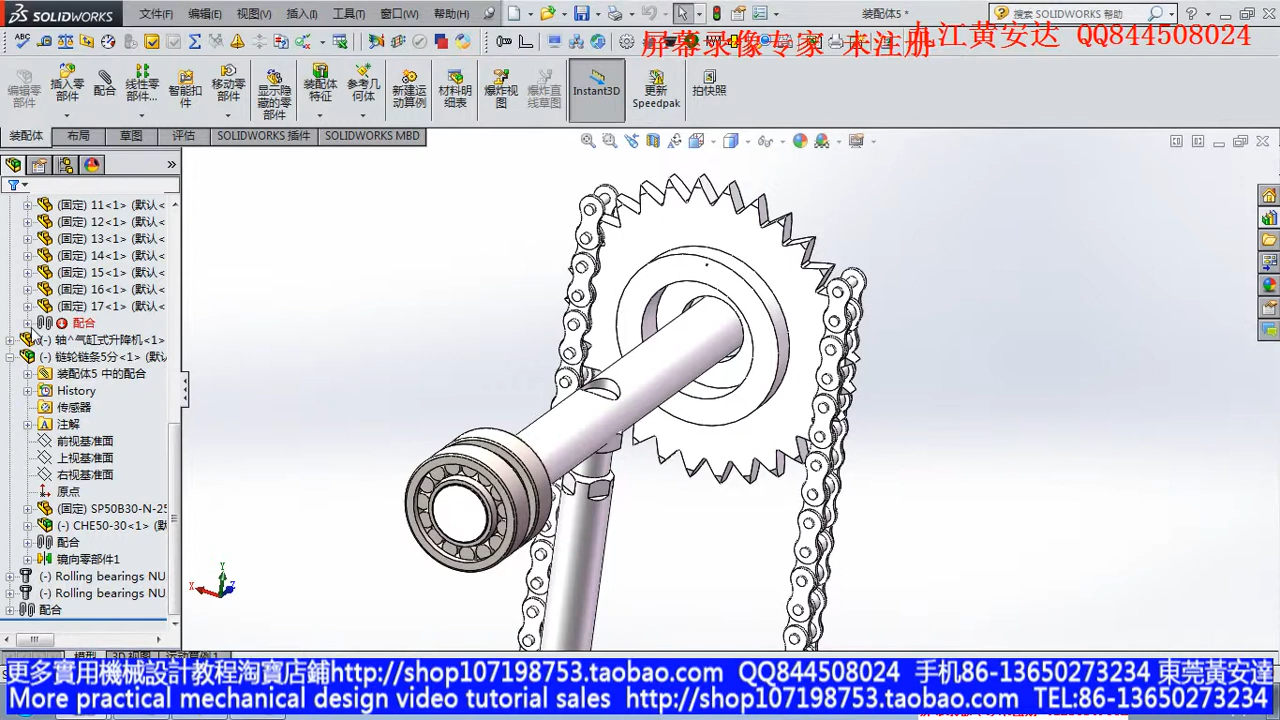 SOLIDWORKS
文件(F)
编辑(E)
视图(V)
插入(I)
工具(T)
窗口(W)
帮助(H)
装配体5 *
搜索 SOLIDWORKS 帮助
屏幕录像专家 未注册
九江黄安达 QQ844508024
编辑零部件
插入零部件
配合
线性零部件...
智能扣件
移动零部件
显示隐藏的零部件
装配体特征
参考几何体
新建运动算例
材料明细表
爆炸视图
爆炸直线草图
Instant3D
更新 Speedpak
拍快照
装配体
布局
草图
评估
SOLIDWORKS 插件
SOLIDWORKS MBD
(固定) 11<1> (默认<
(固定) 12<1> (默认<
(固定) 13<1> (默认<
(固定) 14<1> (默认<
(固定) 15<1> (默认<
(固定) 16<1> (默认<
(固定) 17<1> (默认<
配合
(-) 轴^气缸式升降机<1>
(-) 链轮链条5分<1> (默认
装配体5 中的配合
History
传感器
注解
前视基准面
上视基准面
右视基准面
原点
(固定) SP50B30-N-25
(-) CHE50-30<1> (默
配合
镜向零部件1
(-) Rolling bearings NU
(-) Rolling bearings NU
配合
Y
X
Z
模型
3D 视图
运动算例1
更多實用機械設計教程淘寶店鋪http://shop107198753.taobao.com QQ844508024 手机86-13650273234 東莞黃安達
More practical mechanical design video tutorial sales http://shop107198753.taobao.com TEL:86-13650273234